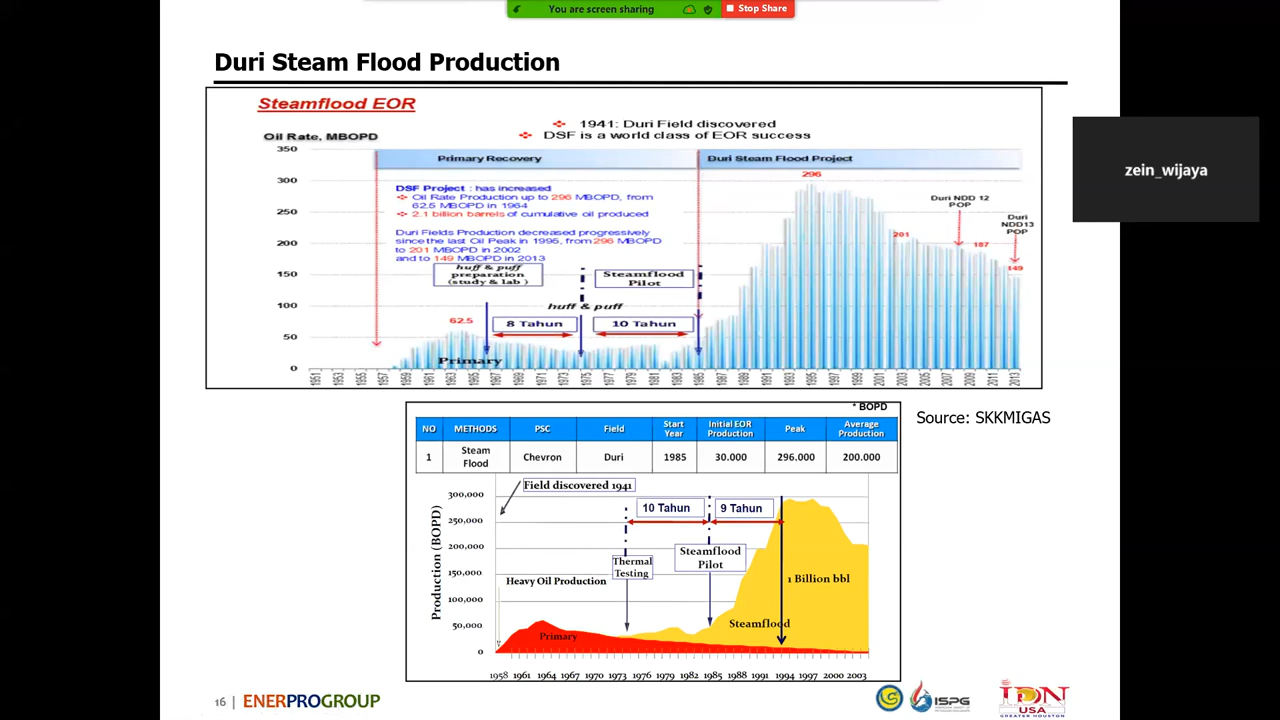 You are screen sharing
Stop Share
Duri Steam Flood Production
Steamflood EOR
1941: Duri Field discovered
DSF is a world class of EOR success
Oil Rate, MBOPD
350
300
250
200
150
100
50
0
Primary Recovery
Duri Steam Flood Project
DSF Project : has increased
Oil Rate Production up to 296 MBOPD, from
62.5 MBOPD in 1964
2.1 billion barrels of cumulative oil produced
Duri Fields Production decreased progressively
since the last Oil Peak in 1995, from 296 MBOPD
to 201 MBOPD in 2002
and to 149 MBOPD in 2013
huff & puff
preparation
(study & lab)
Steamflood
Pilot
huff & puff
62.5
8 Tahun
10 Tahun
Primary
296
201
Duri NDD 12
POP
187
Duri
NDD13
POP
149
1951 1953 1955 1957 1959 1961 1963 1965 1967 1969 1971 1973 1975 1977 1979 1981 1983 1985 1987 1989 1991 1993 1995 1997 1999 2001 2003 2005 2007 2009 2011 2013
zein_wijaya
* BOPD
Source: SKKMIGAS
NO METHODS PSC Field Start Year Initial EOR Production Peak Average Production
1 Steam Flood Chevron Duri 1985 30.000 296.000 200.000
Production (BOPD)
300,000
250,000
200,000
150,000
100,000
50,000
0
Field discovered 1941
10 Tahun
9 Tahun
Thermal
Testing
Steamflood
Pilot
Heavy Oil Production
1 Billion bbl
Steamflood
Primary
1958 1961 1964 1967 1970 1973 1976 1979 1982 1985 1988 1991 1994 1997 2000 2003
16 | ENERPROGROUP
ISPG
IDN
USA
GREATER HOUSTON